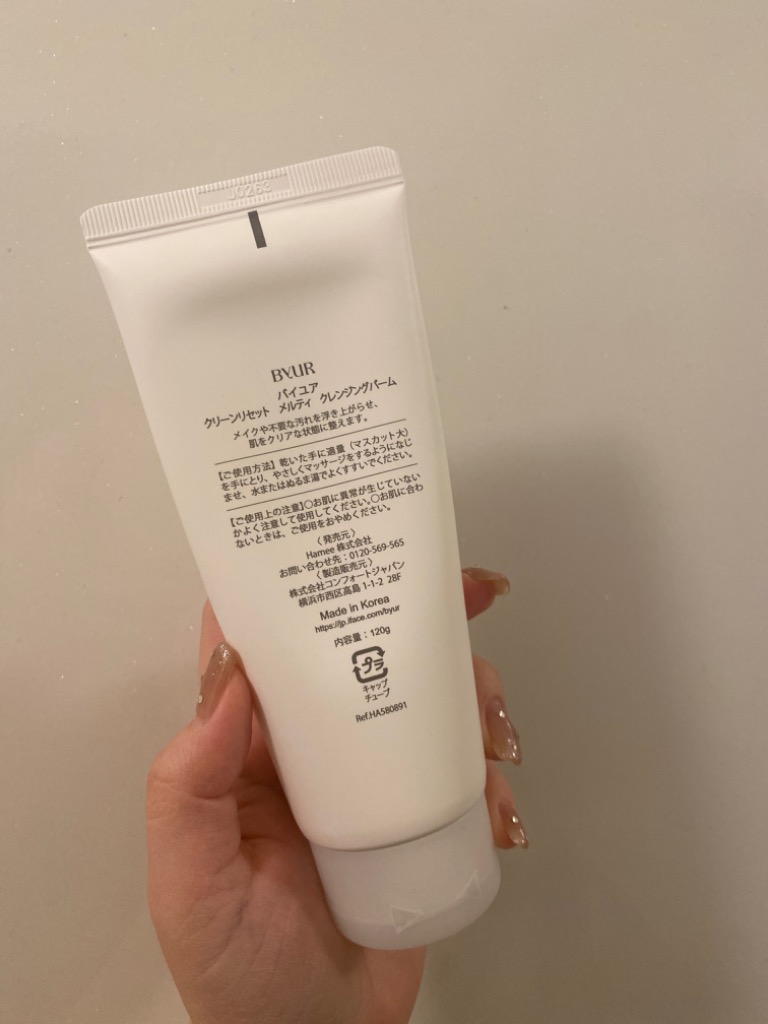 J0263
BYUR
バイユア
クリーンリセット メルティ クレンジングバーム
メイクや不要な汚れを浮き上がらせ、
肌をクリアな状態に整えます。
【ご使用方法】乾いた手に適量（マスカット大）
を手にとり、やさしくマッサージをするようになじ
ませ、水またはぬるま湯でよくすすいでください。
【ご使用上の注意】○お肌に異常が生じていない
かよく注意して使用してください。○お肌に合わ
ないときは、ご使用をおやめください。
〈発売元〉
Hamee 株式会社
お問い合わせ先：0120-569-565
〈製造販売元〉
株式会社コンフォートジャパン
横浜市西区高島 1-1-2 28F
Made in Korea
https://jp.iface.com/byur
内容量：120g
プラ
キャップ
チューブ
Ref.HA580891